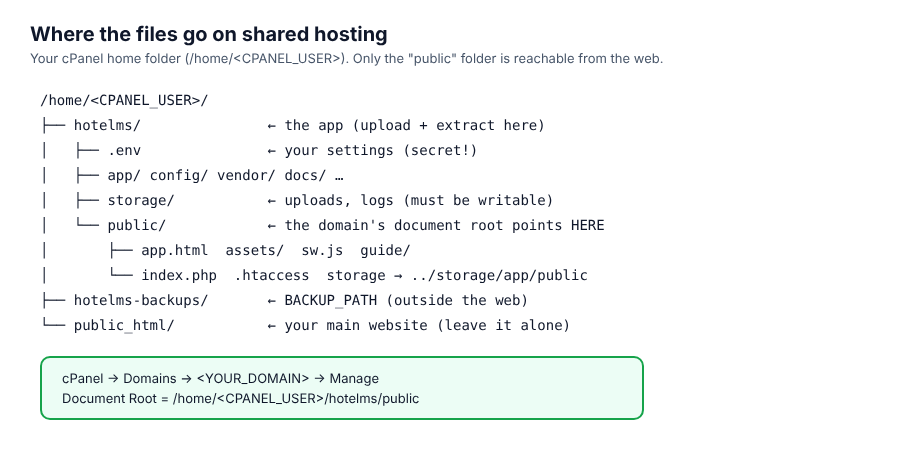 Where the files go on shared hosting
Your cPanel home folder (/home/<CPANEL_USER>). Only the "public" folder is reachable from the web.
/home/<CPANEL_USER>/
├── hotelms/               ← the app (upload + extract here)
│   ├── .env               ← your settings (secret!)
│   ├── app/ config/ vendor/ docs/ …
│   ├── storage/           ← uploads, logs (must be writable)
│   └── public/            ← the domain's document root points HERE
│       ├── app.html  assets/  sw.js  guide/
│       └── index.php  .htaccess  storage → ../storage/app/public
├── hotelms-backups/       ← BACKUP_PATH (outside the web)
└── public_html/           ← your main website (leave it alone)
cPanel → Domains → <YOUR_DOMAIN> → Manage
Document Root = /home/<CPANEL_USER>/hotelms/public